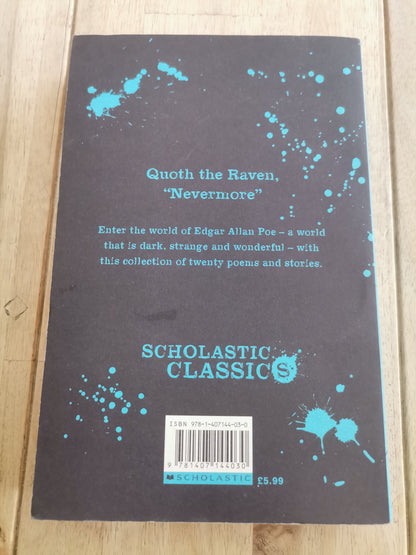 Quoth the Raven,
“Nevermore”
Enter the world of Edgar Allan Poe – a world
that is dark, strange and wonderful – with
this collection of twenty poems and stories.
SCHOLASTIC
CLASSICS
ISBN 978-1-407144-03-0
9 781407 144030
SCHOLASTIC
£5.99